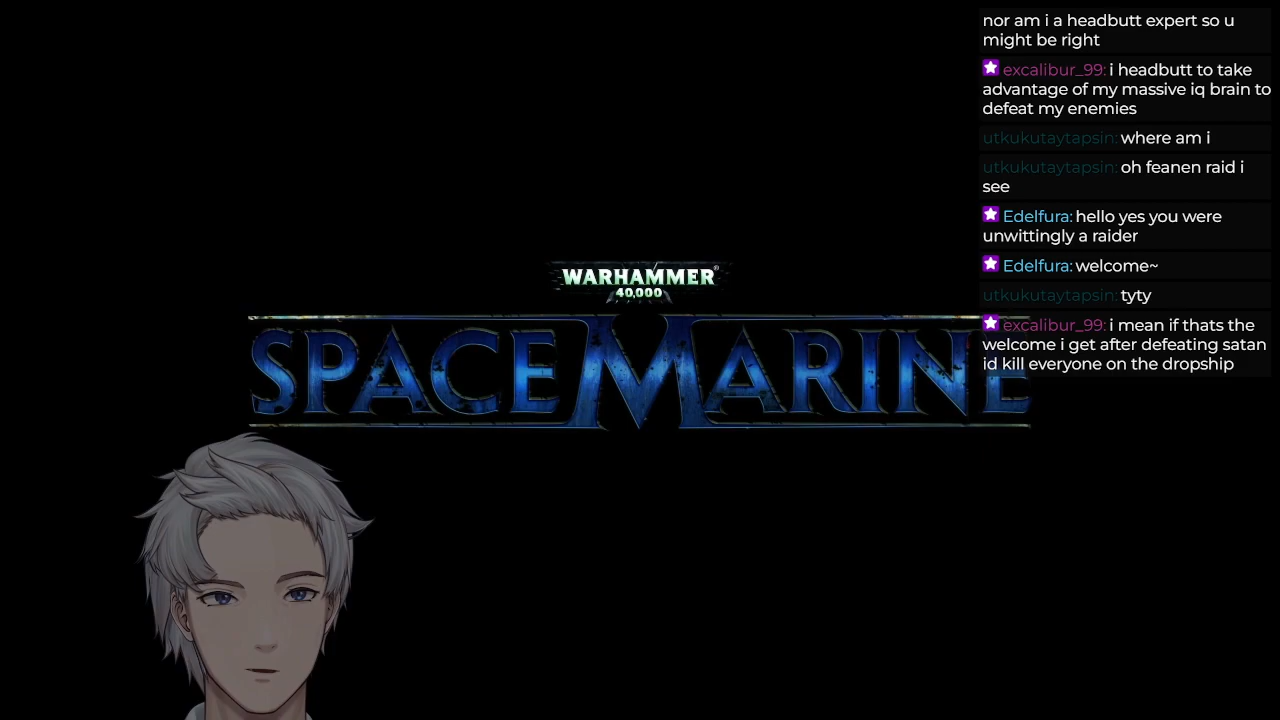 nor am i a headbutt expert so u
might be right
excalibur_99: i headbutt to take
advantage of my massive iq brain to
defeat my enemies
utkukutaytapsin: where am i
utkukutaytapsin: oh feanen raid i
see
Edelfura: hello yes you were
unwittingly a raider
Edelfura: welcome~
utkukutaytapsin: tyty
excalibur_99: i mean if thats the
welcome i get after defeating satan
id kill everyone on the dropship
WARHAMMER®
40,000
SPACE MARINE